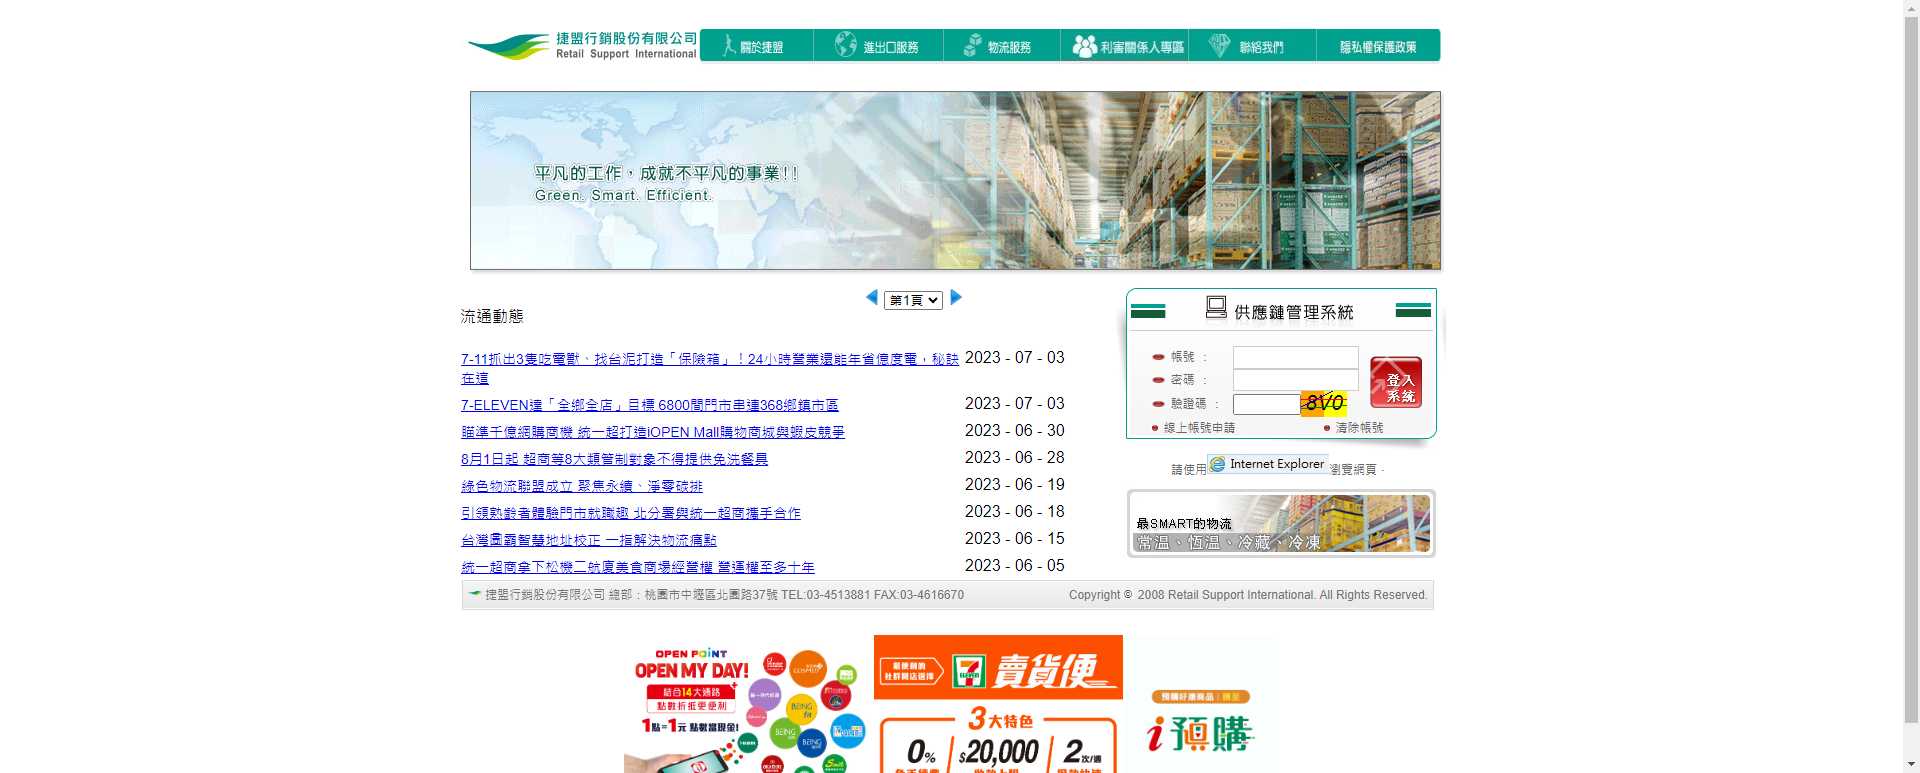 捷盟行銷股份有限公司
Retail Support International
關於捷盟
進出口服務
物流服務
利害關係人專區
聯絡我們
隱私權保護政策
平凡的工作，成就不平凡的事業!!
Green. Smart. Efficient.
第1頁
流通動態
7-11抓出3隻吃電獸、找台泥打造「保險箱」！24小時營業還能年省億度電，秘訣在這 2023 - 07 - 03
7-ELEVEN達「全鄉全店」目標 6800間門市串連368鄉鎮市區 2023 - 07 - 03
瞄準千億網購商機 統一超打造iOPEN Mall購物商城與蝦皮競爭 2023 - 06 - 30
8月1日起 超商等8大類管制對象不得提供免洗餐具 2023 - 06 - 28
綠色物流聯盟成立 聚焦永續、淨零碳排 2023 - 06 - 19
引領熟齡者體驗門市就職趣 北分署與統一超商攜手合作 2023 - 06 - 18
台灣圖霸智慧地址校正 一指解決物流痛點 2023 - 06 - 15
統一超商拿下松機二航廈美食商場經營權 營運權至多十年 2023 - 06 - 05
供應鏈管理系統
帳號 ：
密碼 ：
驗證碼 ：
8V0
登入
系統
線上帳號申請
清除帳號
請使用 Internet Explorer 瀏覽網頁．
最SMART的物流
常溫、恆溫、冷藏、冷凍
捷盟行銷股份有限公司 總部：桃園市中壢區北園路37號 TEL:03-4513881 FAX:03-4616670
Copyright © 2008 Retail Support International. All Rights Reserved.
OPEN POINT
OPEN MY DAY!
結合14大通路
點數折抵更便利
1點=1元 點數當現金!
最便利的
社群開店選擇
7 ELEVEN
賣貨便
3大特色
0%
$20,000
2次/週
預購好康商品
i預購